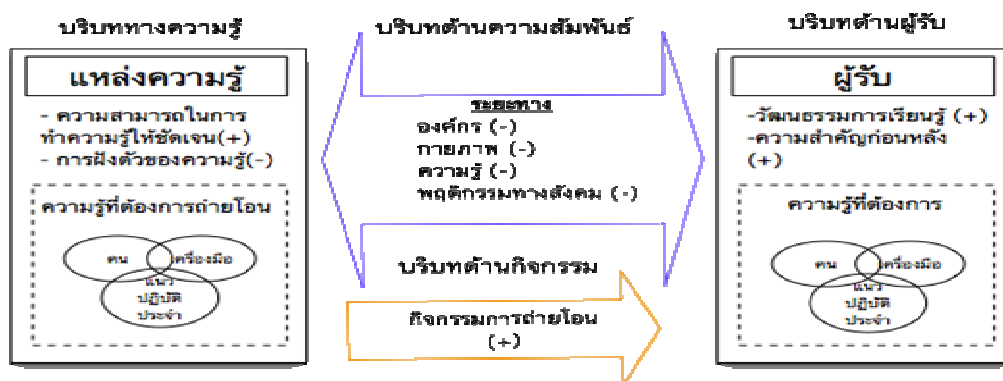 บริบททางความรู้
แหล่งความรู้
- ความสามารถในการ
ทำความรู้ให้ชัดเจน(+)
- การฝังตัวของความรู้(-)
ความรู้ที่ต้องการถ่ายโอน
คน
เครื่องมือ
แนว
ปฏิบัติ
ประจำ
บริบทด้านความสัมพันธ์
ระยะทาง
องค์กร (-)
กายภาพ (-)
ความรู้ (-)
พฤติกรรมทางสังคม (-)
บริบทด้านกิจกรรม
กิจกรรมการถ่ายโอน
(+)
บริบทด้านผู้รับ
ผู้รับ
-วัฒนธรรมการเรียนรู้ (+)
-ความสำคัญก่อนหลัง
(+)
ความรู้ที่ต้องการ
คน
เครื่องมือ
แนว
ปฏิบัติ
ประจำ